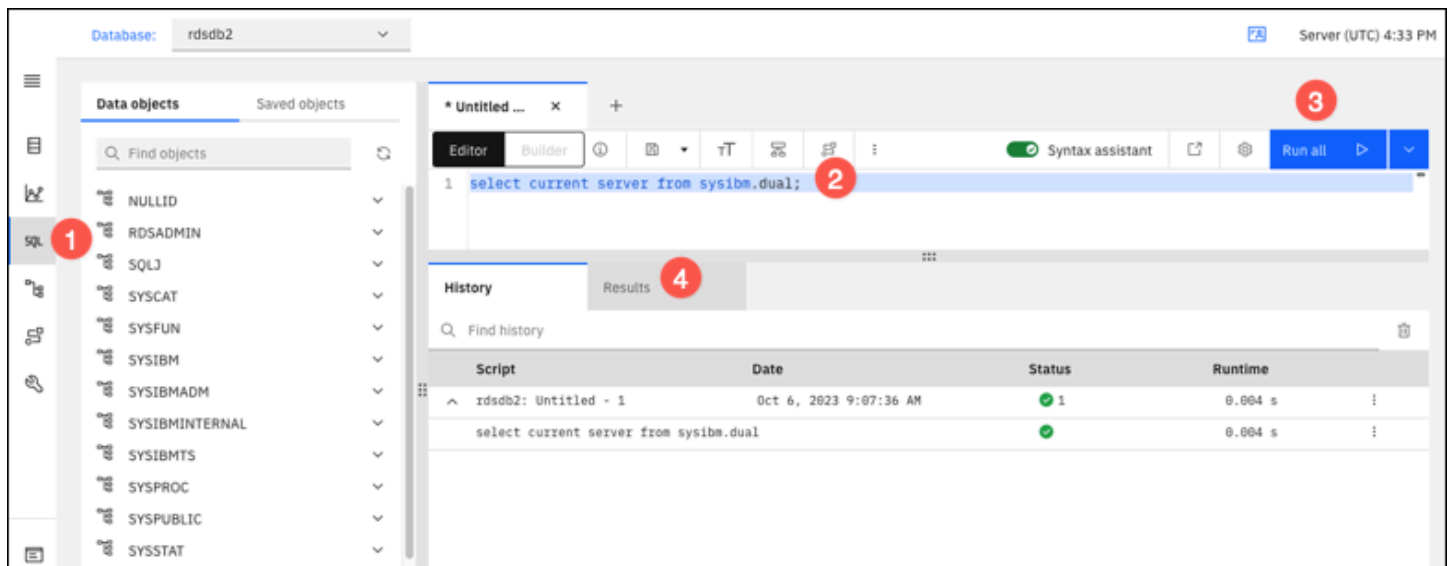 Database: rdsdb2
Server (UTC) 4:33 PM
Data objects
Saved objects
Find objects
NULLID
RDSADMIN
SQLJ
SYSCAT
SYSFUN
SYSIBM
SYSIBMADM
SYSIBMINTERNAL
SYSIBMTS
SYSPROC
SYSPUBLIC
SYSSTAT
SQL
1
* Untitled ...
3
Editor Builder
Syntax assistant
Run all
1 select current server from sysibm.dual;
2
History
Results
4
Find history
Script Date Status Runtime
rdsdb2: Untitled - 1 Oct 6, 2023 9:07:36 AM 1 0.004 s
select current server from sysibm.dual 0.004 s